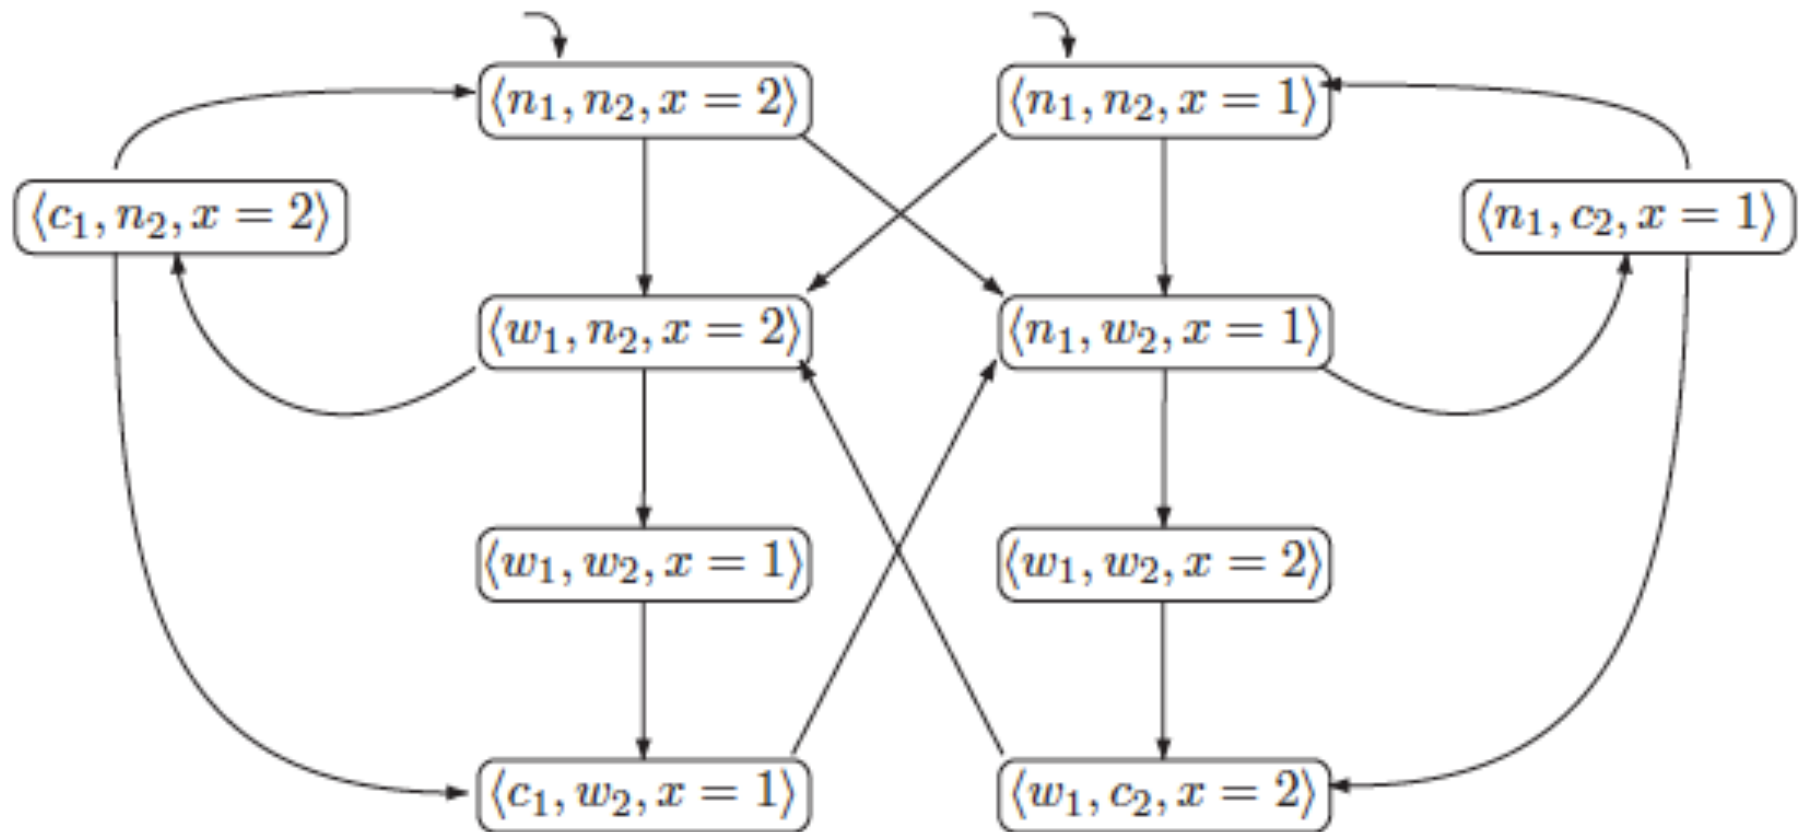 ⟨n₁, n₂, x = 2⟩
⟨n₁, n₂, x = 1⟩
⟨c₁, n₂, x = 2⟩
⟨n₁, c₂, x = 1⟩
⟨w₁, n₂, x = 2⟩
⟨n₁, w₂, x = 1⟩
⟨w₁, w₂, x = 1⟩
⟨w₁, w₂, x = 2⟩
⟨c₁, w₂, x = 1⟩
⟨w₁, c₂, x = 2⟩